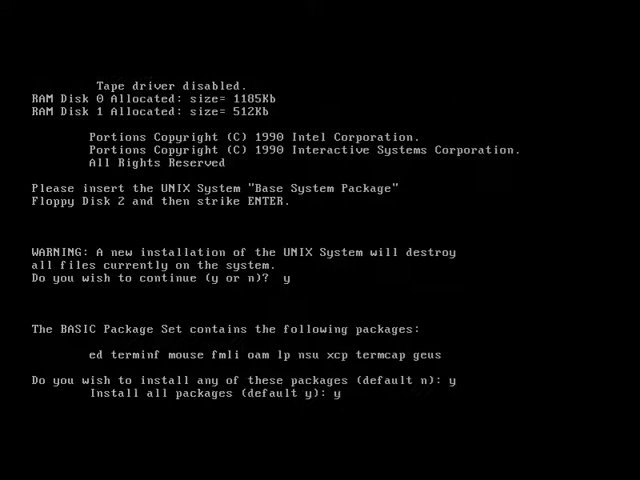 Tape driver disabled.
RAM Disk 0 Allocated: size= 1185Kb
RAM Disk 1 Allocated: size= 512Kb
Portions Copyright (C) 1990 Intel Corporation.
Portions Copyright (C) 1990 Interactive Systems Corporation.
All Rights Reserved
Please insert the UNIX System "Base System Package"
Floppy Disk 2 and then strike ENTER.
WARNING: A new installation of the UNIX System will destroy
all files currently on the system.
Do you wish to continue (y or n)?  y
The BASIC Package Set contains the following packages:
ed terminf mouse fmli oam lp nsu xcp termcap geus
Do you wish to install any of these packages (default n): y
Install all packages (default y): y